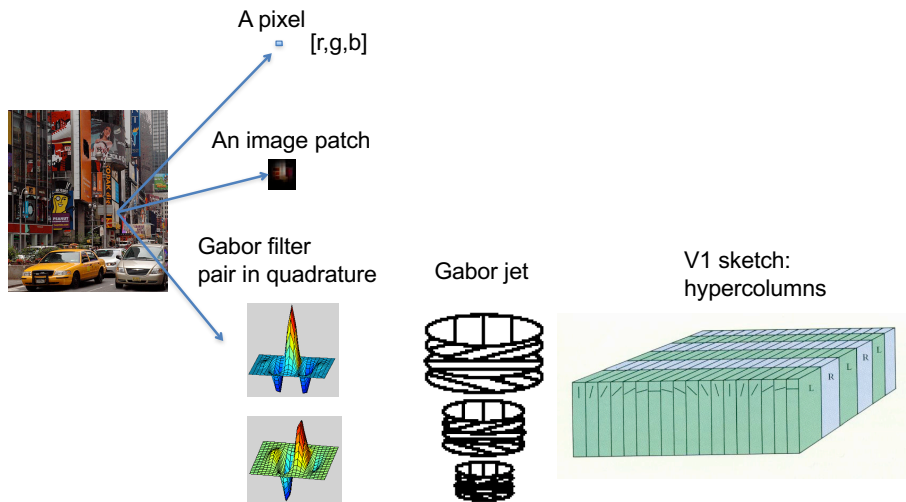 A pixel
[r,g,b]
An image patch
Gabor filter
pair in quadrature
Gabor jet
V1 sketch:
hypercolumns
L
R
L
R
L